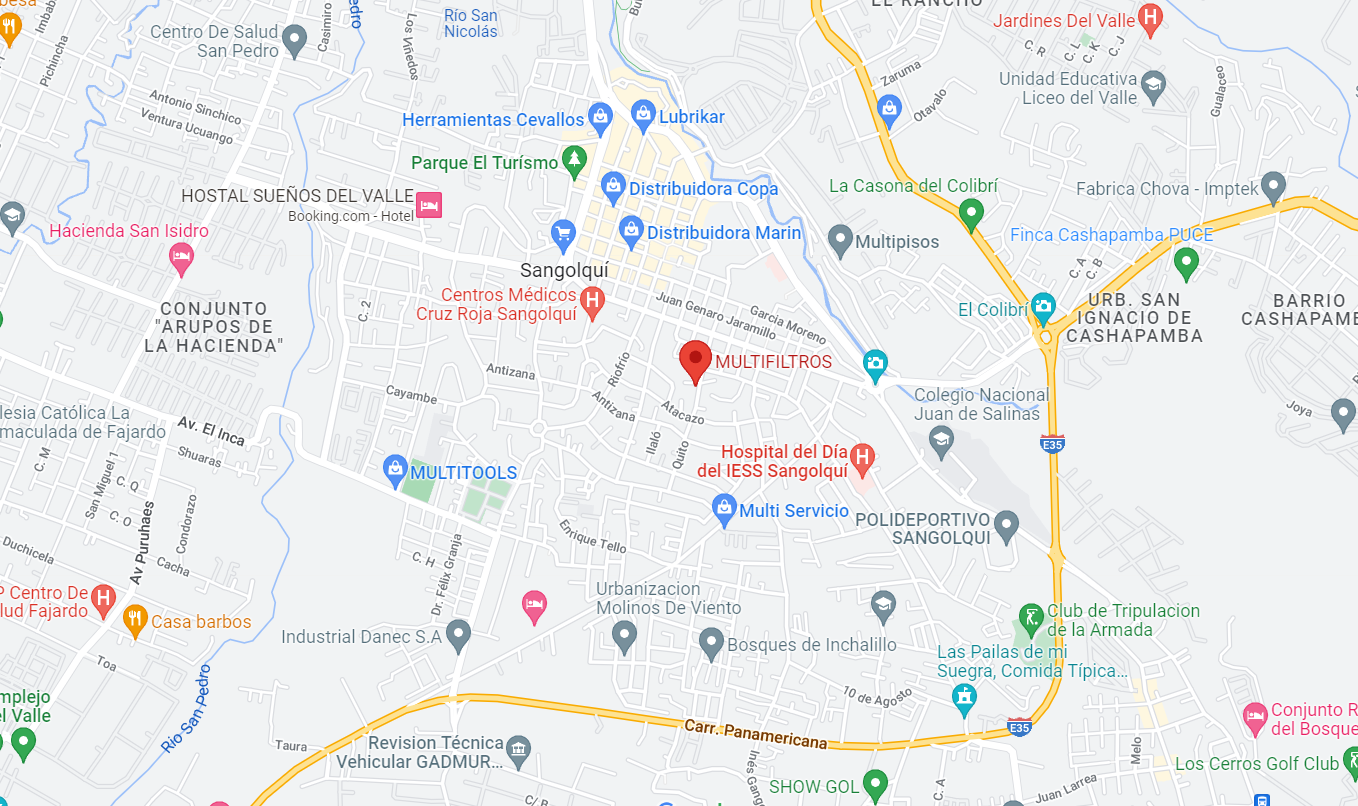 Imbab
Pichincha
Centro De Salud
San Pedro
Casimiro
Pedro
Los Viñedos
Río San
Nicolás
LE RANCHO
Jardines Del Valle
C. R
C. L
C. K
C. J
Zaruma
Otavalo
Unidad Educativa
Liceo del Valle
Gualaceo
Antonio Sinchico
Ventura Ucuango
Herramientas Cevallos
Lubrikar
Parque El Turísmo
HOSTAL SUEÑOS DEL VALLE
Booking.com - Hotel
Distribuidora Copa
La Casona del Colibrí
Fabrica Chova - Imptek
Hacienda San Isidro
Distribuidora Marin
Multipisos
Finca Cashapamba PUCE
C. A
C. B
Sangolquí
CONJUNTO
"ARUPOS DE
LA HACIENDA"
C. 2
Centros Médicos
Cruz Roja Sangolquí
Juan Genaro Jaramillo
García Moreno
El Colibrí
URB. SAN
IGNACIO DE
CASHAPAMBA
BARRIO
CASHAPAMB
MULTIFILTROS
Antizana
Riofrio
Cayambe
Antizana
Atacazo
Colegio Nacional
Juan de Salinas
Joya
lesia Católica La
maculada de Fajardo
Av. El Inca
Shuaras
Ilaló
Quito
E35
C. M
San Miguel 1
C. Q
C. O
Condorazo
MULTITOOLS
Hospital del Día
del IESS Sangolquí
Multi Servicio
POLIDEPORTIVO
SANGOLQUI
Duchicela
Av Puruhaes
Cacha
C. H
Dr. Félix Granja
Enrique Tello
Urbanizacion
Molinos De Viento
P Centro De
lud Fajardo
Casa barbos
Industrial Danec S.A
Bosques de Inchalillo
Club de Tripulacion
de la Armada
Las Pailas de mi
Suegra, Comida Típica...
Toa
Río San Pedro
10 de Agosto
mplejo
el Valle
Taura
Revision Técnica
Vehicular GADMUR...
Carr. Panamericana
E35
Conjunto R
del Bosque
Melo
Los Cerros Golf Club
SHOW GOL
Inés Gang
C. A
Juan Larrea
C/ B